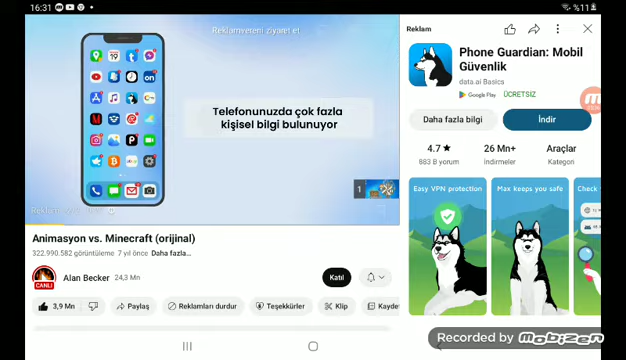 16:31
%11
Reklamvereni ziyaret et
Telefonunuzda çok fazla
kişisel bilgi bulunuyor
1
Animasyon vs. Minecraft (orijinal)
322.990.582 görüntüleme 7 yıl önce Daha fazla...
CANLI
Alan Becker 24,3 Mn
Katıl
3,9 Mn
Paylaş
Reklamları durdur
Teşekkürler
Klip
Kayde
Reklam
Phone Guardian: Mobil
Güvenlik
data.ai Basics
Google Play ÜCRETSİZ
Daha fazla bilgi
İndir
4.7 ★
883 B yorum
26 Mn+
İndirmeler
Araçlar
Kategori
Easy VPN protection
Max keeps you safe
Check
Recorded by Mobizen